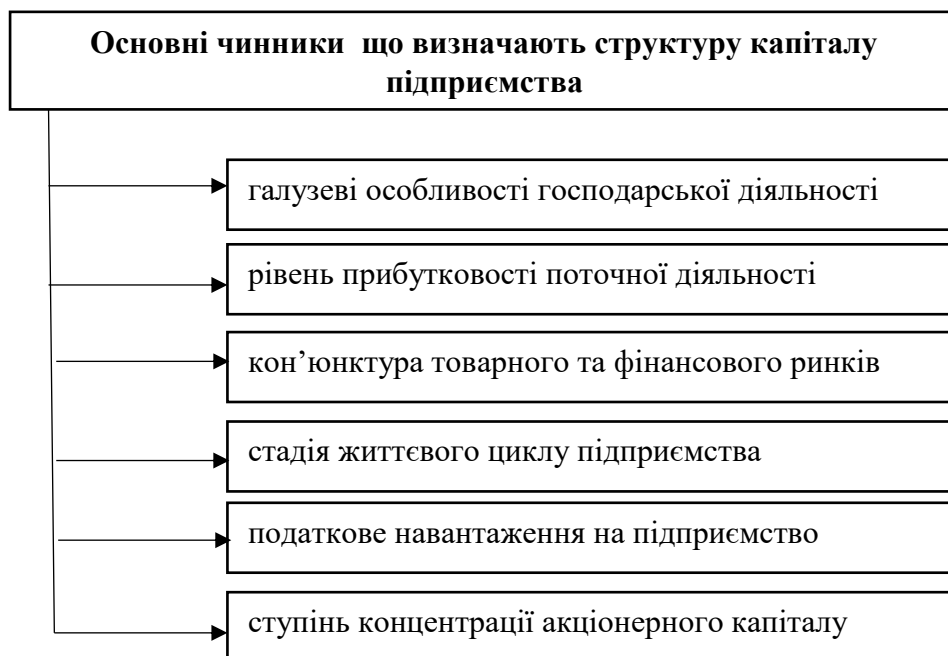 Основні чинники  що визначають структуру капіталу
підприємства
галузеві особливості господарської діяльності
рівень прибутковості поточної діяльності
кон’юнктура товарного та фінансового ринків
стадія життєвого циклу підприємства
податкове навантаження на підприємство
ступінь концентрації акціонерного капіталу